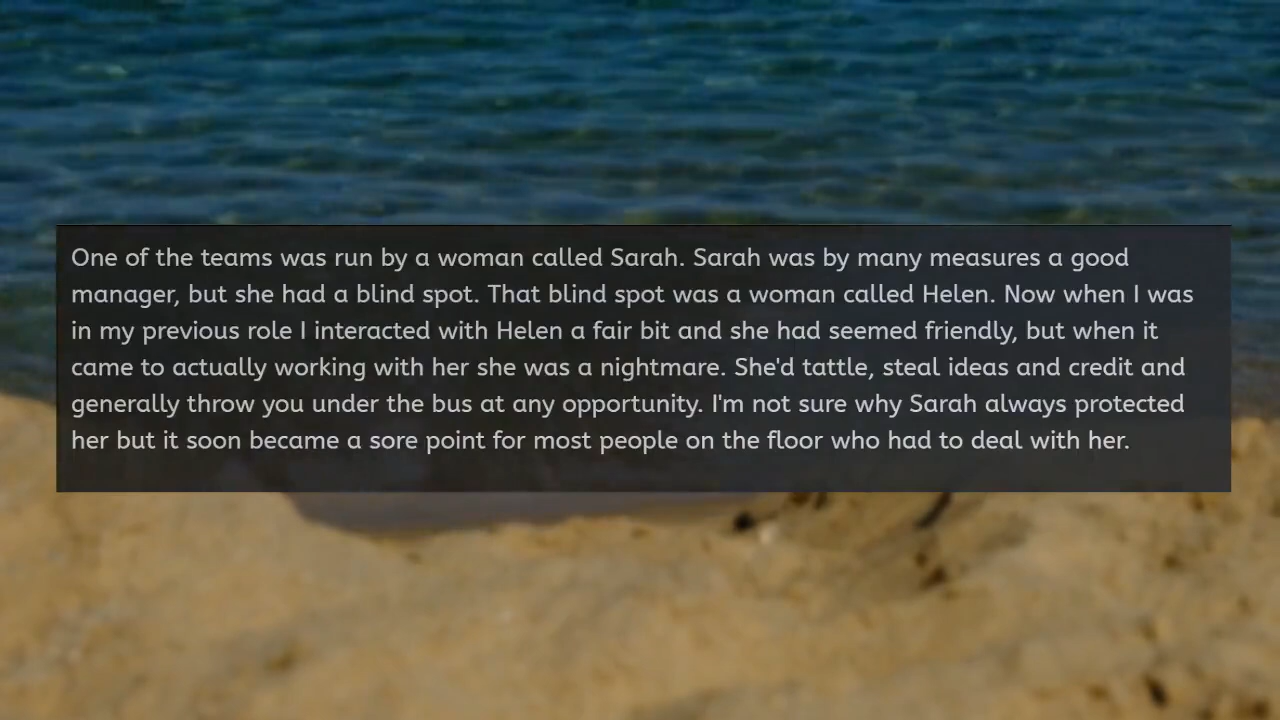 One of the teams was run by a woman called Sarah. Sarah was by many measures a good
manager, but she had a blind spot. That blind spot was a woman called Helen. Now when I was
in my previous role I interacted with Helen a fair bit and she had seemed friendly, but when it
came to actually working with her she was a nightmare. She'd tattle, steal ideas and credit and
generally throw you under the bus at any opportunity. I'm not sure why Sarah always protected
her but it soon became a sore point for most people on the floor who had to deal with her.